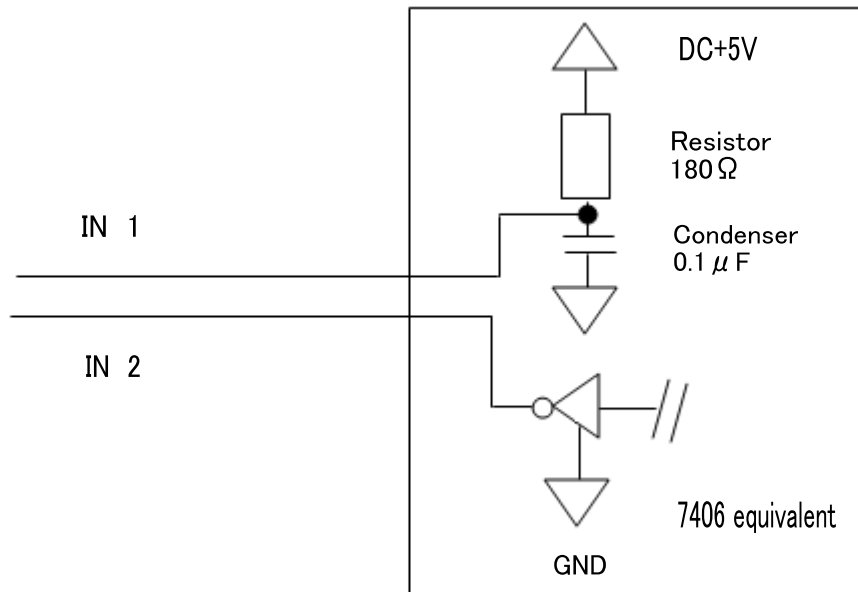 DC+5V
Resistor
180Ω
IN 1
Condenser
0.1μF
IN 2
7406 equivalent
GND